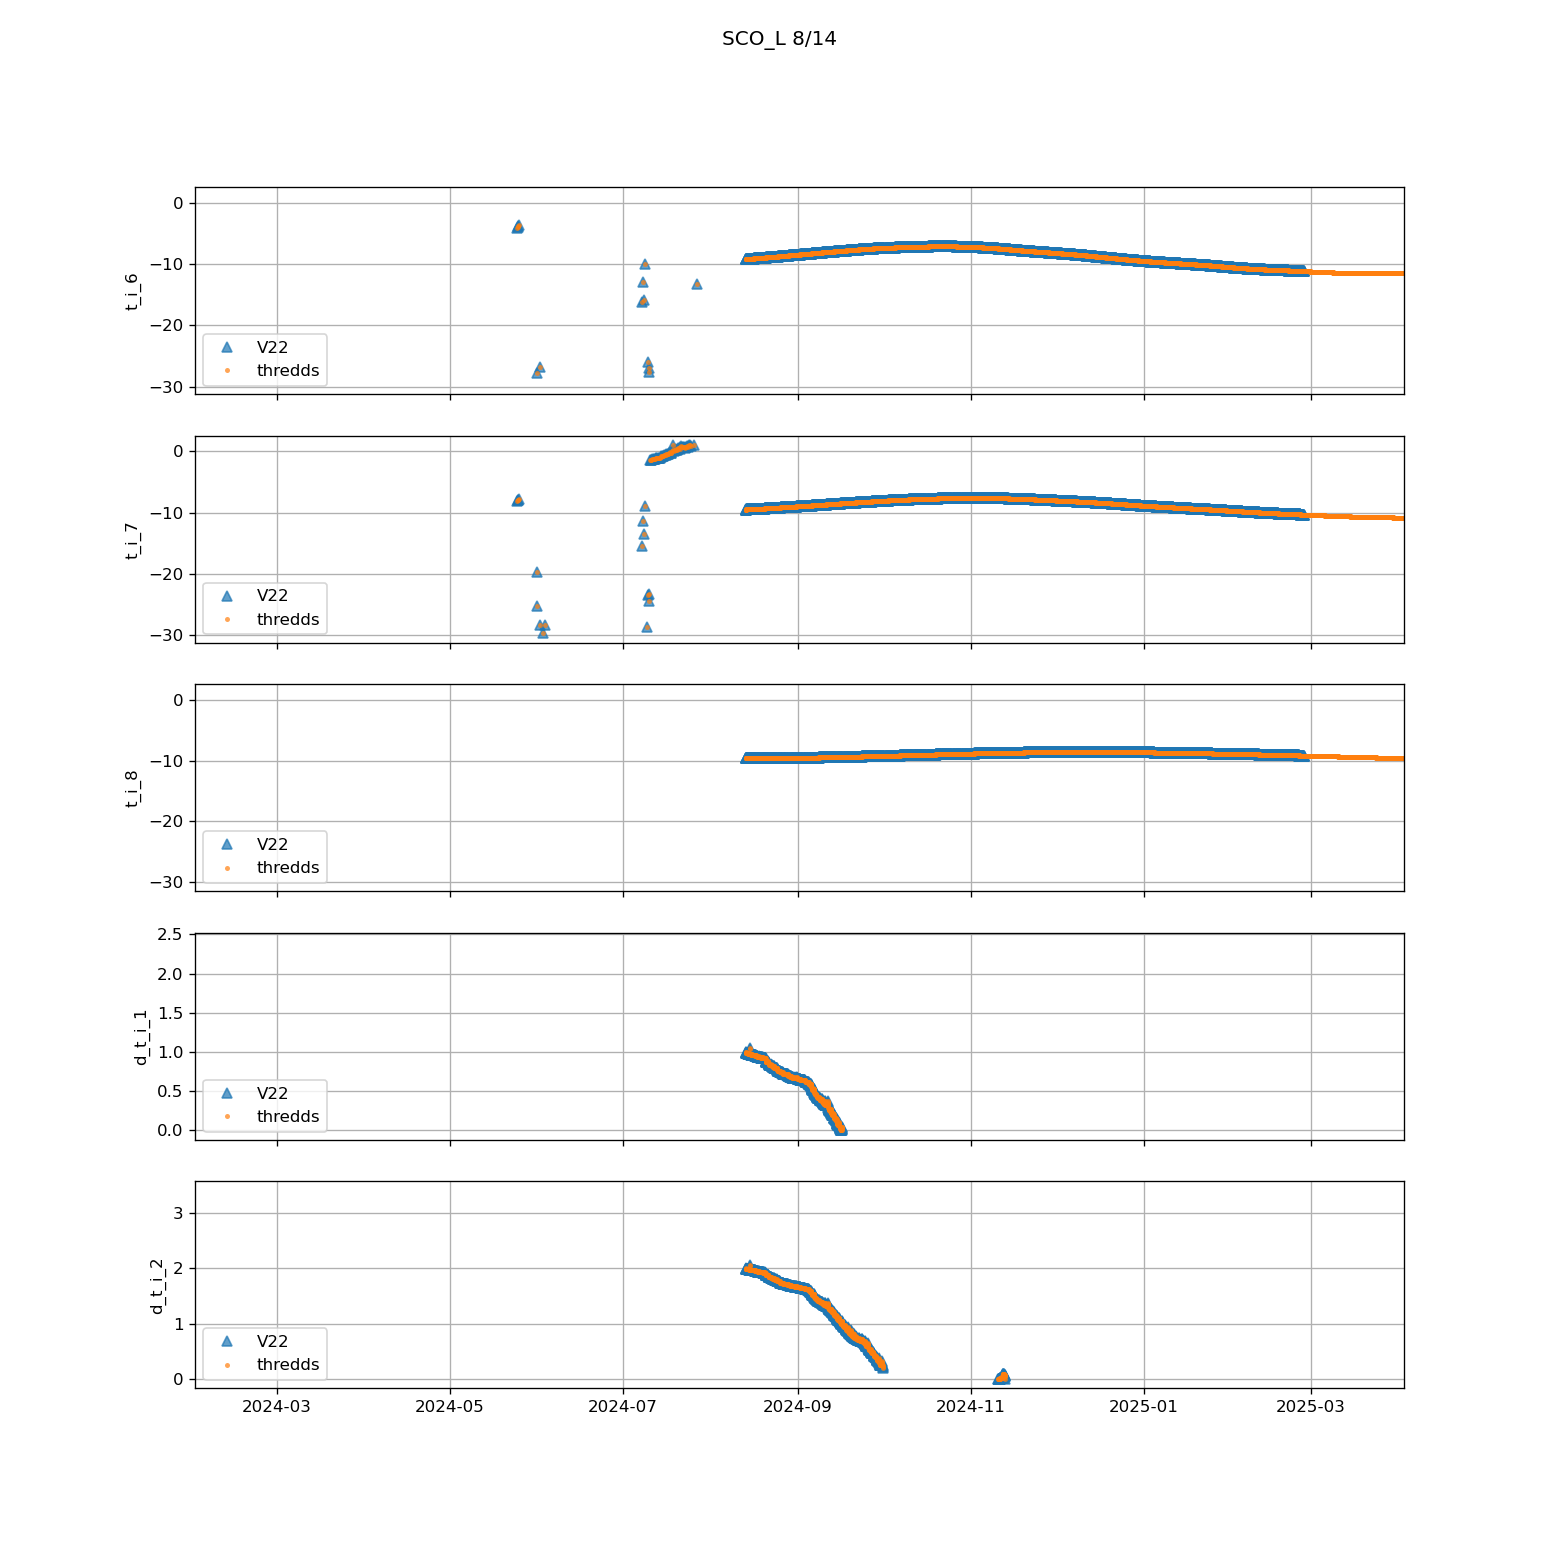 SCO_L 8/14
0
−10
−20
−30
t_i_6
V22
thredds
0
−10
−20
−30
t_i_7
V22
thredds
0
−10
−20
−30
t_i_8
V22
thredds
2.5
2.0
1.5
1.0
0.5
0.0
d_t_i_1
V22
thredds
3
2
1
0
d_t_i_2
V22
thredds
2024-03 2024-05 2024-07 2024-09 2024-11 2025-01 2025-03